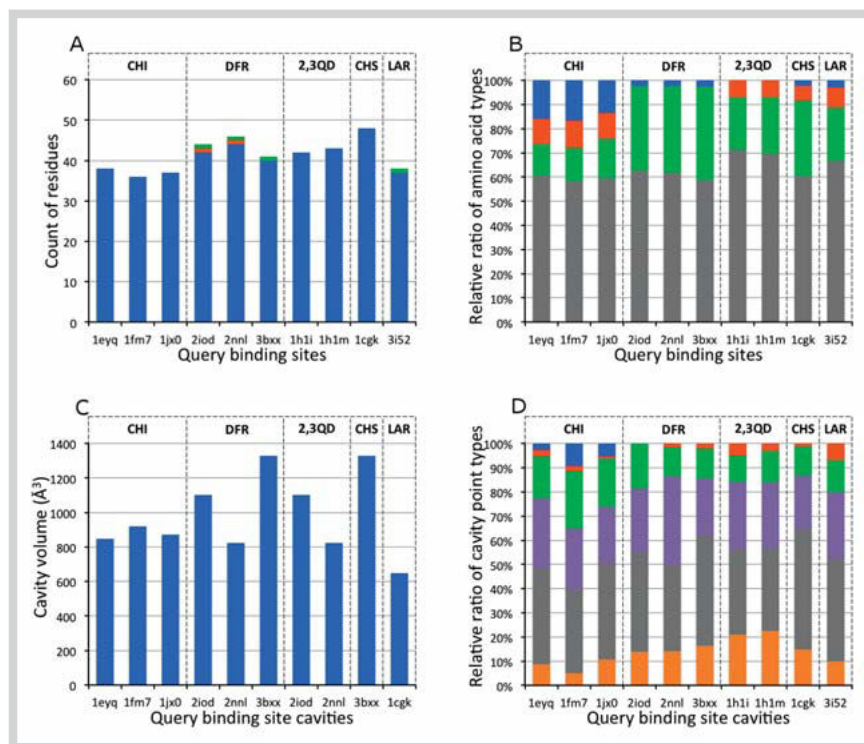 A
CHI DFR 2,3QD CHS LAR
Count of residues
60
50
40
30
20
10
0
1eyq 1fm7 1jx0 2iod 2nnl 3bxx 1h1i 1h1m 1cgk 3i52
Query binding sites
B
CHI DFR 2,3QD CHS LAR
Relative ratio of amino acid types
100%
90%
80%
70%
60%
50%
40%
30%
20%
10%
0%
1eyq 1fm7 1jx0 2iod 2nnl 3bxx 1h1i 1h1m 1cgk 3i52
Query binding sites
C
CHI DFR 2,3QD CHS LAR
Cavity volume (Å³)
1400
1200
1000
800
600
400
200
0
1eyq 1fm7 1jx0 2iod 2nnl 3bxx 2iod 2nnl 3bxx 1cgk
Query binding site cavities
D
CHI DFR 2,3QD CHS LAR
Relative ratio of cavity point types
100%
90%
80%
70%
60%
50%
40%
30%
20%
10%
0%
1eyq 1fm7 1jx0 2iod 2nnl 3bxx 1h1i 1h1m 1cgk 3i52
Query binding site cavities